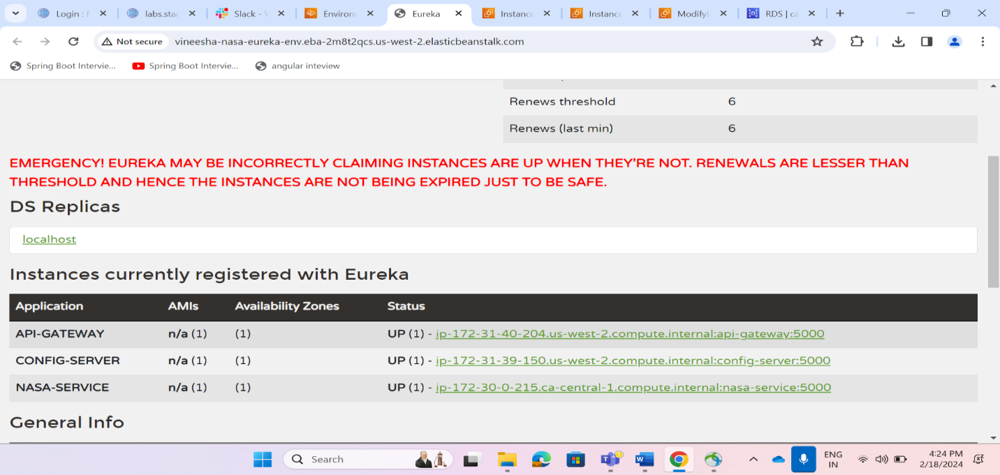 Login : N
labs.stac
Slack - V
Environ
Eureka
Instance
Instance
ModifyI
RDS | ca
Not secure
vineesha-nasa-eureka-env.eba-2m8t2qcs.us-west-2.elasticbeanstalk.com
Spring Boot Intervie...
Spring Boot Intervie...
angular inteview
Renews threshold 6
Renews (last min) 6
EMERGENCY! EUREKA MAY BE INCORRECTLY CLAIMING INSTANCES ARE UP WHEN THEY'RE NOT. RENEWALS ARE LESSER THAN
THRESHOLD AND HENCE THE INSTANCES ARE NOT BEING EXPIRED JUST TO BE SAFE.
DS Replicas
localhost
Instances currently registered with Eureka
Application AMIs Availability Zones Status
API-GATEWAY n/a (1) (1) UP (1) - ip-172-31-40-204.us-west-2.compute.internal:api-gateway:5000
CONFIG-SERVER n/a (1) (1) UP (1) - ip-172-31-39-150.us-west-2.compute.internal:config-server:5000
NASA-SERVICE n/a (1) (1) UP (1) - ip-172-30-0-215.ca-central-1.compute.internal:nasa-service:5000
General Info
Search
ENG
IN
4:24 PM
2/18/2024